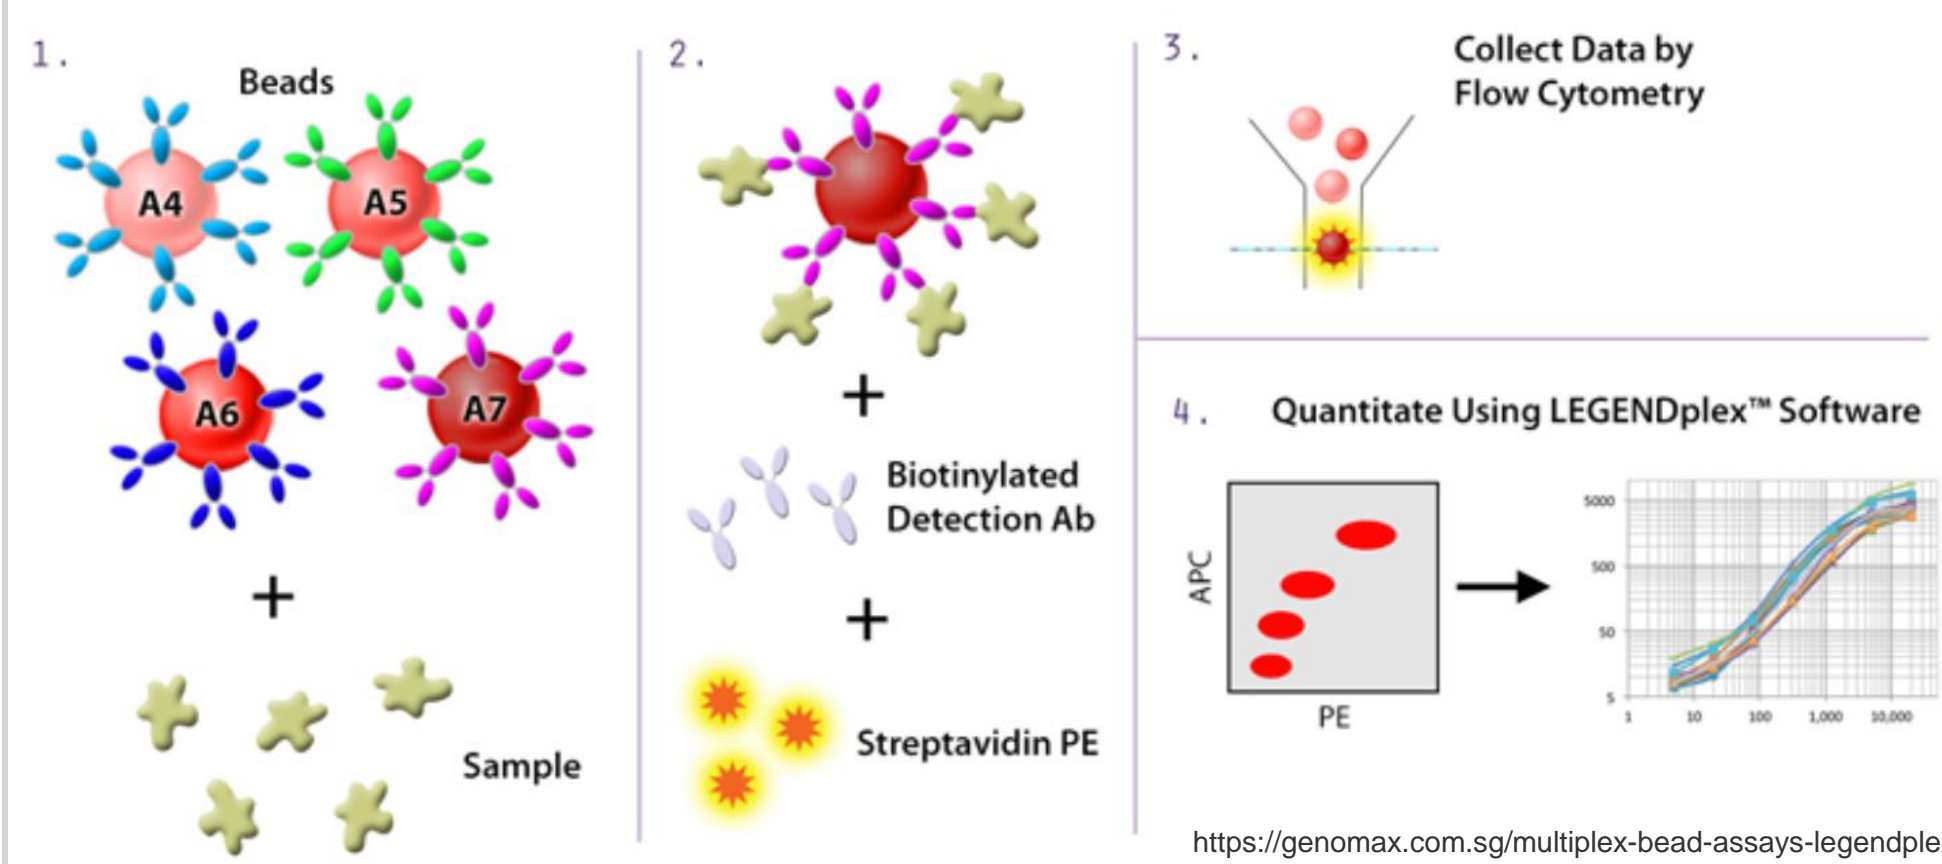 1.
Beads
A4
A5
A6
A7
+
Sample
2.
+
Biotinylated
Detection Ab
+
Streptavidin PE
3.
Collect Data by
Flow Cytometry
4.
Quantitate Using LEGENDplex™ Software
APC
PE
5000
500
50
5
1
10
100
1,000
10,000
https://genomax.com.sg/multiplex-bead-assays-legendple